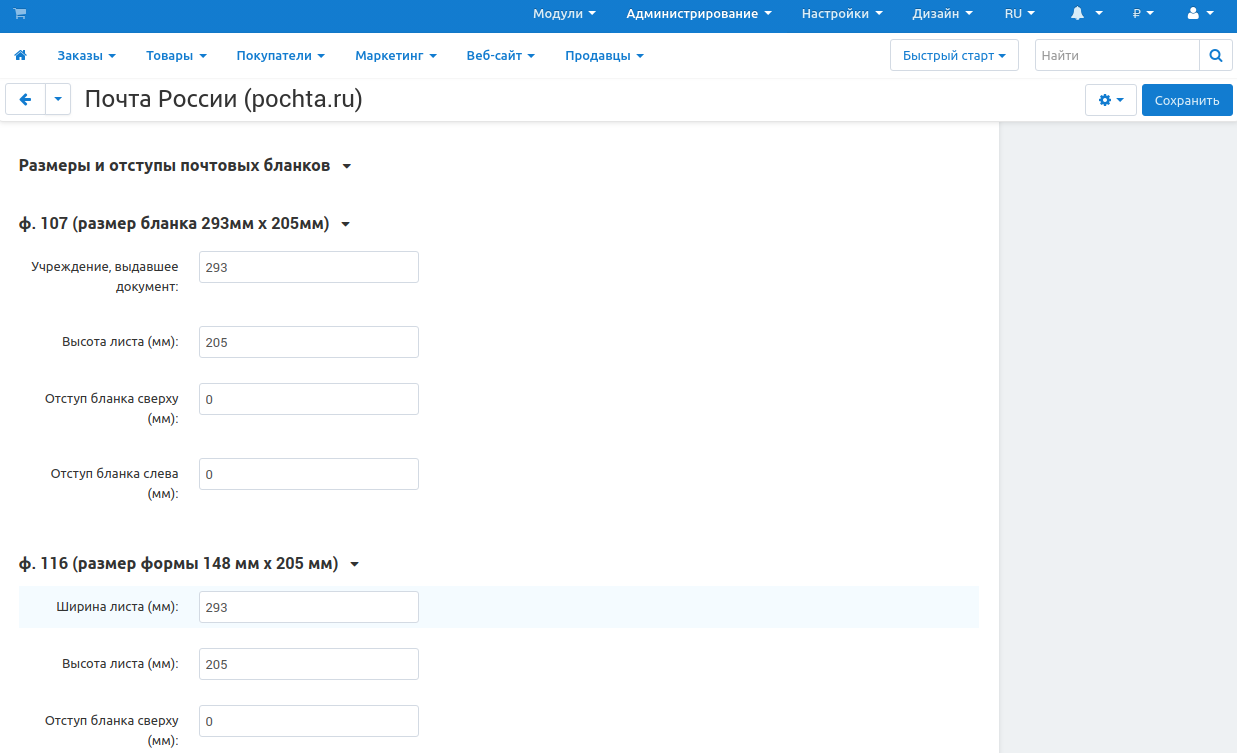 Модули Администрирование Настройки Дизайн RU ₽
Заказы Товары Покупатели Маркетинг Веб-сайт Продавцы Быстрый старт Найти
Почта России (pochta.ru) Сохранить
Размеры и отступы почтовых бланков
ф. 107 (размер бланка 293мм x 205мм)
Учреждение, выдавшее 293
документ:
Высота листа (мм): 205
Отступ бланка сверху 0
(мм):
Отступ бланка слева 0
(мм):
ф. 116 (размер формы 148 мм x 205 мм)
Ширина листа (мм): 293
Высота листа (мм): 205
Отступ бланка сверху 0
(мм):